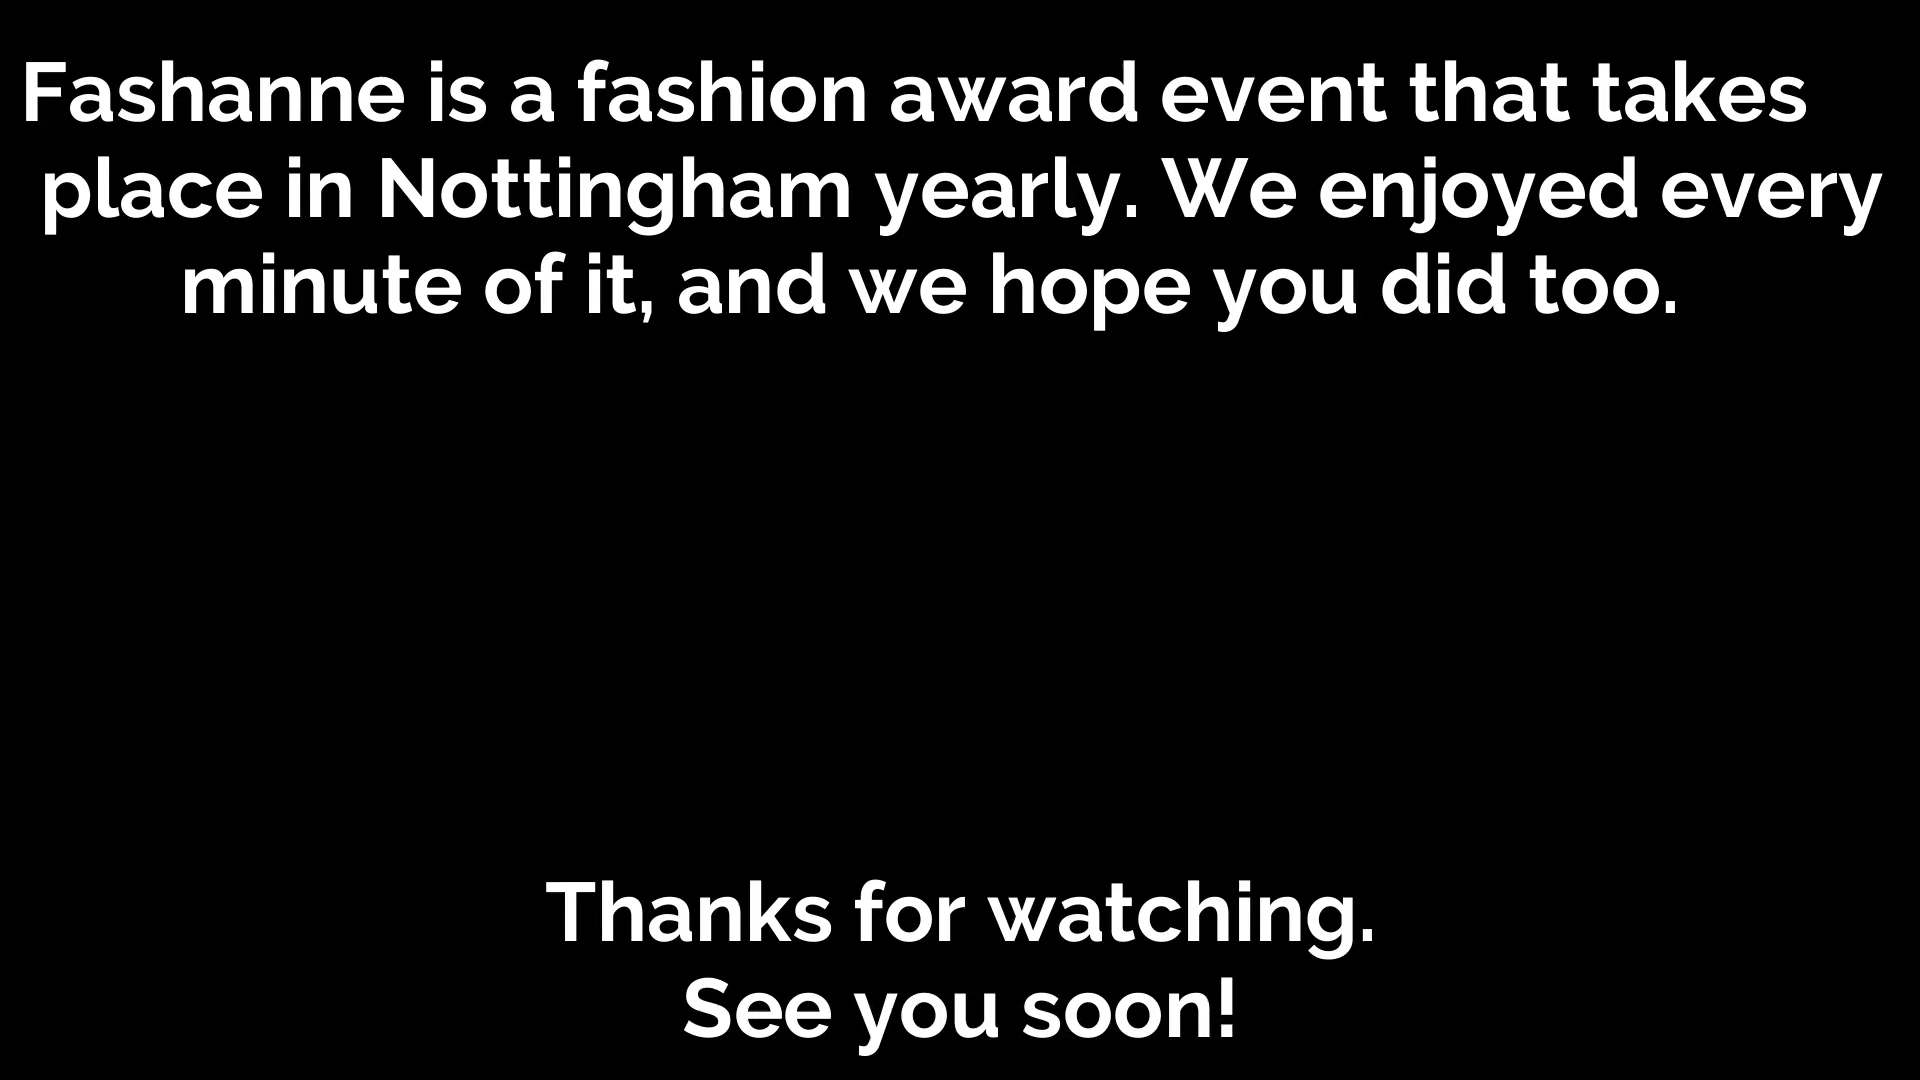 Fashanne is a fashion award event that takes
place in Nottingham yearly. We enjoyed every
minute of it, and we hope you did too.
Thanks for watching.
See you soon!